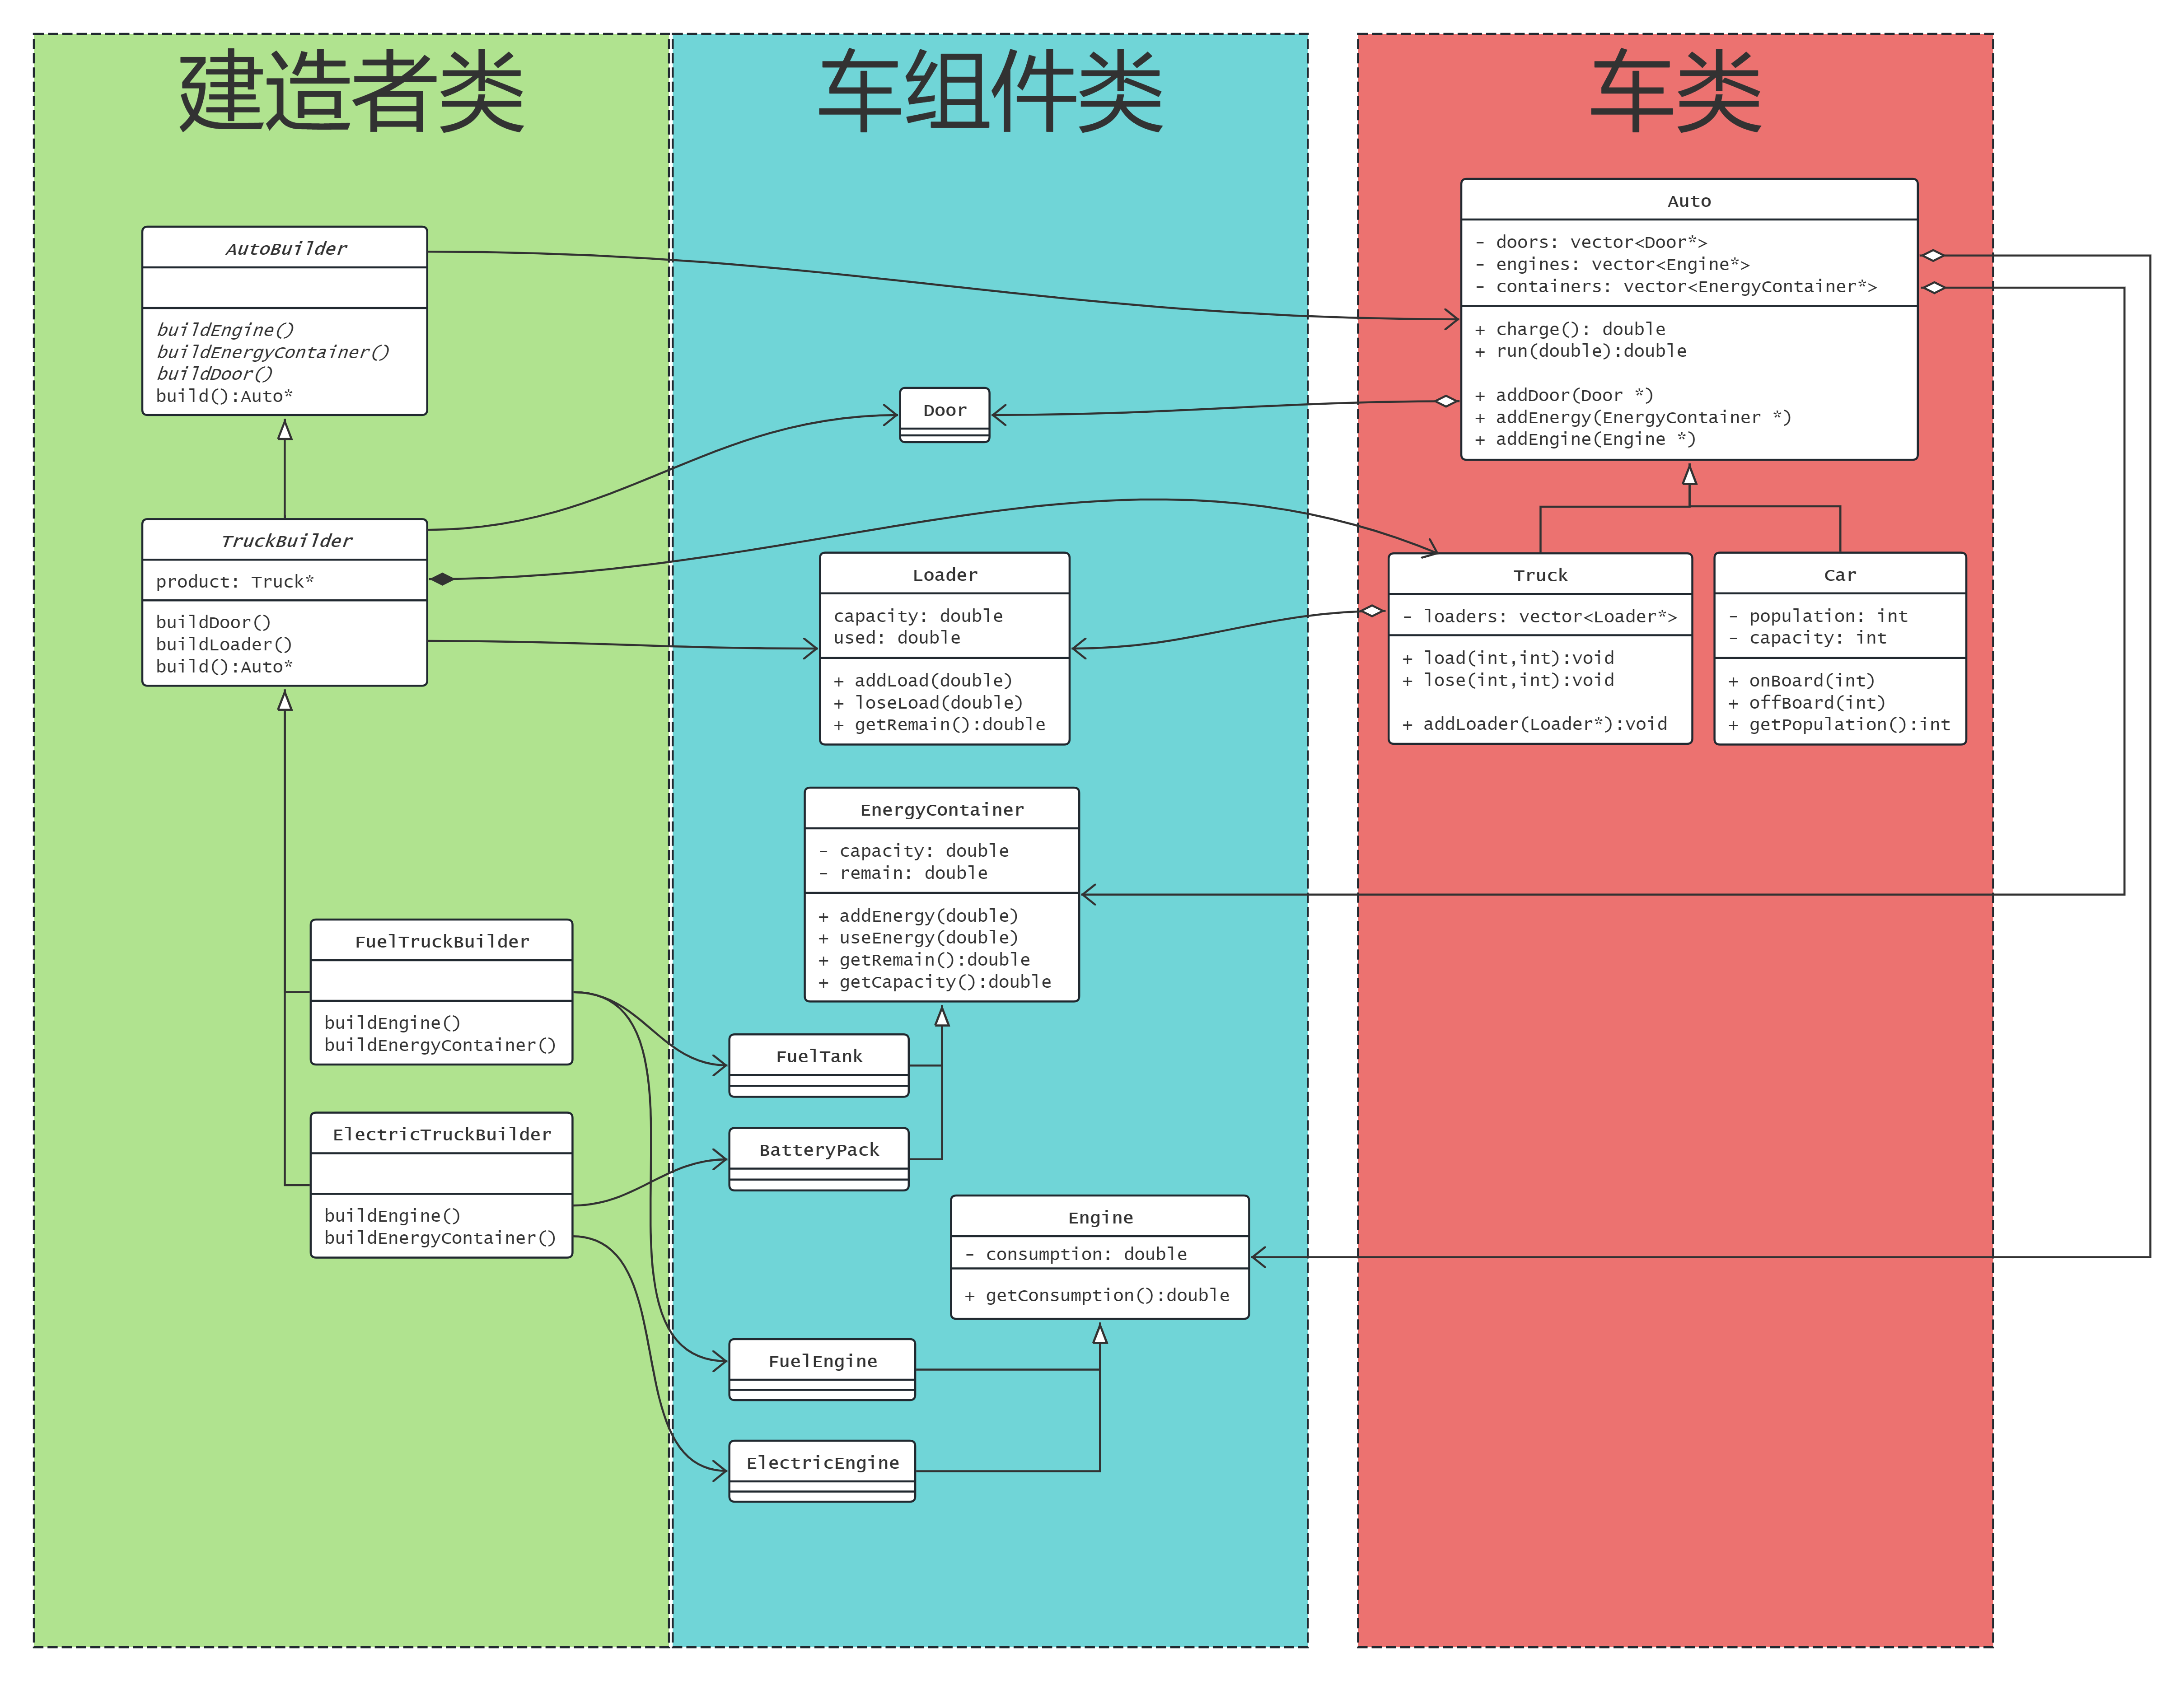 建造者类
AutoBuilder
buildEngine()
buildEnergyContainer()
buildDoor()
build():Auto*
TruckBuilder
product: Truck*
buildDoor()
buildLoader()
build():Auto*
FuelTruckBuilder
buildEngine()
buildEnergyContainer()
ElectricTruckBuilder
buildEngine()
buildEnergyContainer()
车组件类
Door
Loader
capacity: double
used: double
+ addLoad(double)
+ loseLoad(double)
+ getRemain():double
EnergyContainer
- capacity: double
- remain: double
+ addEnergy(double)
+ useEnergy(double)
+ getRemain():double
+ getCapacity():double
FuelTank
BatteryPack
Engine
- consumption: double
+ getConsumption():double
FuelEngine
ElectricEngine
车类
Auto
- doors: vector<Door*>
- engines: vector<Engine*>
- containers: vector<EnergyContainer*>
+ charge(): double
+ run(double):double
+ addDoor(Door *)
+ addEnergy(EnergyContainer *)
+ addEngine(Engine *)
Truck
- loaders: vector<Loader*>
+ load(int,int):void
+ lose(int,int):void
+ addLoader(Loader*):void
Car
- population: int
- capacity: int
+ onBoard(int)
+ offBoard(int)
+ getPopulation():int